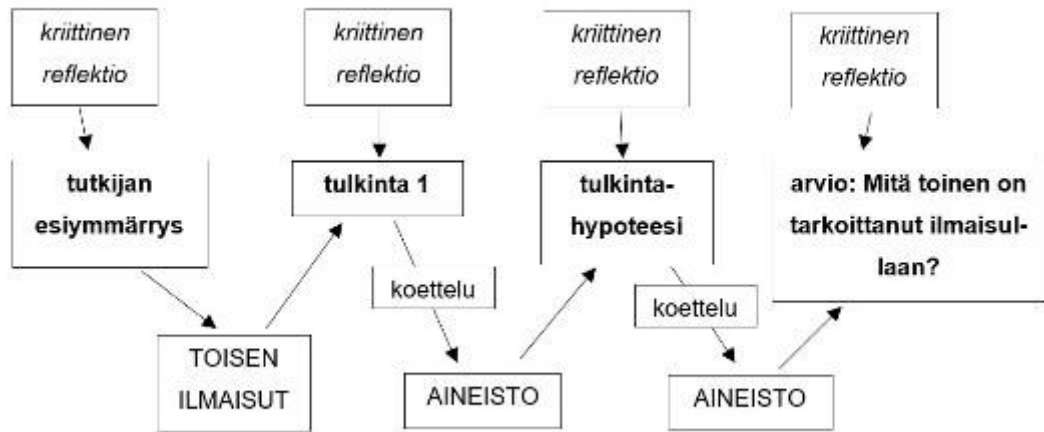 kriittinen
reflektio
kriittinen
reflektio
kriittinen
reflektio
kriittinen
reflektio
tutkijan
esiymmärrys
tulkinta 1
tulkinta-
hypoteesi
arvio: Mitä toinen on
tarkoittanut ilmaisul-
laan?
koettelu
koettelu
TOISEN
ILMAISUT
AINEISTO
AINEISTO